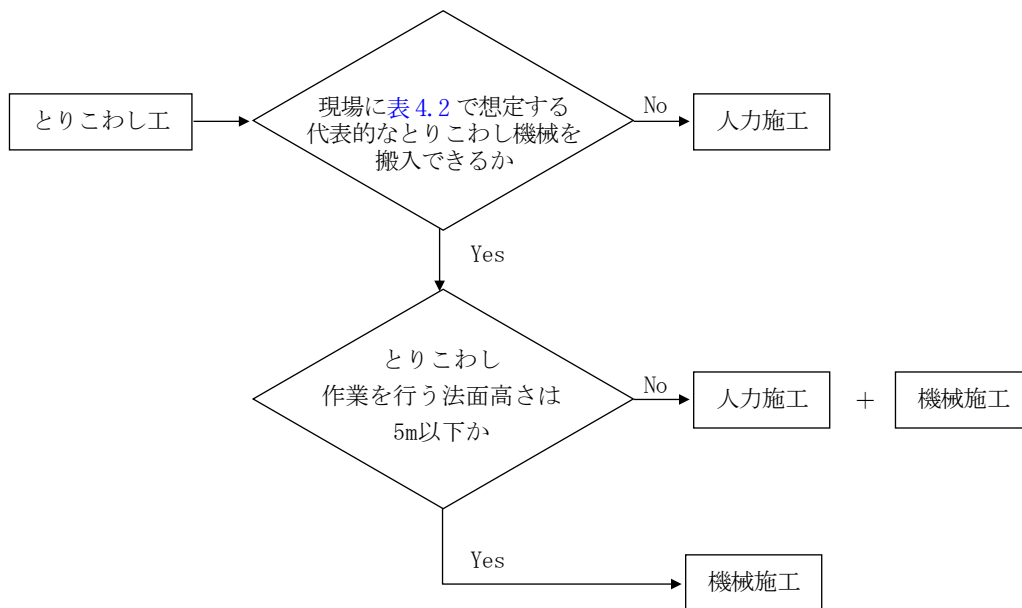 とりこわし工
現場に表4.2で想定する
代表的なとりこわし機械を
搬入できるか
No
人力施工
Yes
とりこわし
作業を行う法面高さは
5m以下か
No
人力施工 + 機械施工
Yes
機械施工